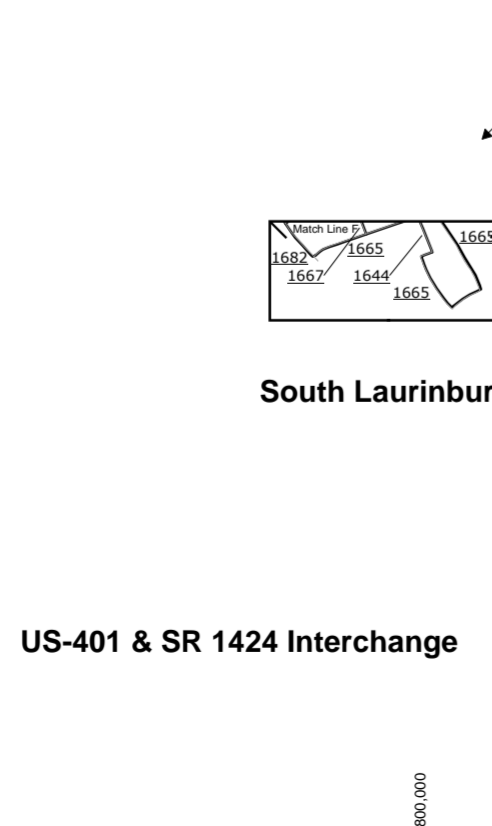 Match Line F
1665
1682
1665
1667
1644
1665
South Laurinbur
US-401 & SR 1424 Interchange
800,000